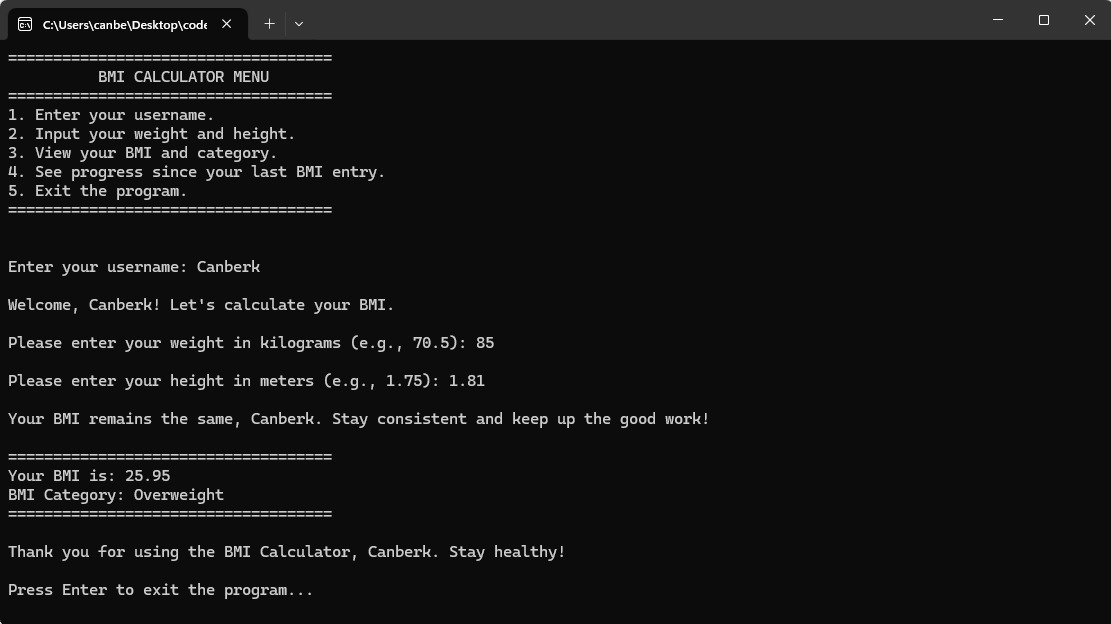 C:\Users\canbe\Desktop\code
====================================
BMI CALCULATOR MENU
====================================
1. Enter your username.
2. Input your weight and height.
3. View your BMI and category.
4. See progress since your last BMI entry.
5. Exit the program.
====================================
Enter your username: Canberk
Welcome, Canberk! Let's calculate your BMI.
Please enter your weight in kilograms (e.g., 70.5): 85
Please enter your height in meters (e.g., 1.75): 1.81
Your BMI remains the same, Canberk. Stay consistent and keep up the good work!
====================================
Your BMI is: 25.95
BMI Category: Overweight
====================================
Thank you for using the BMI Calculator, Canberk. Stay healthy!
Press Enter to exit the program...